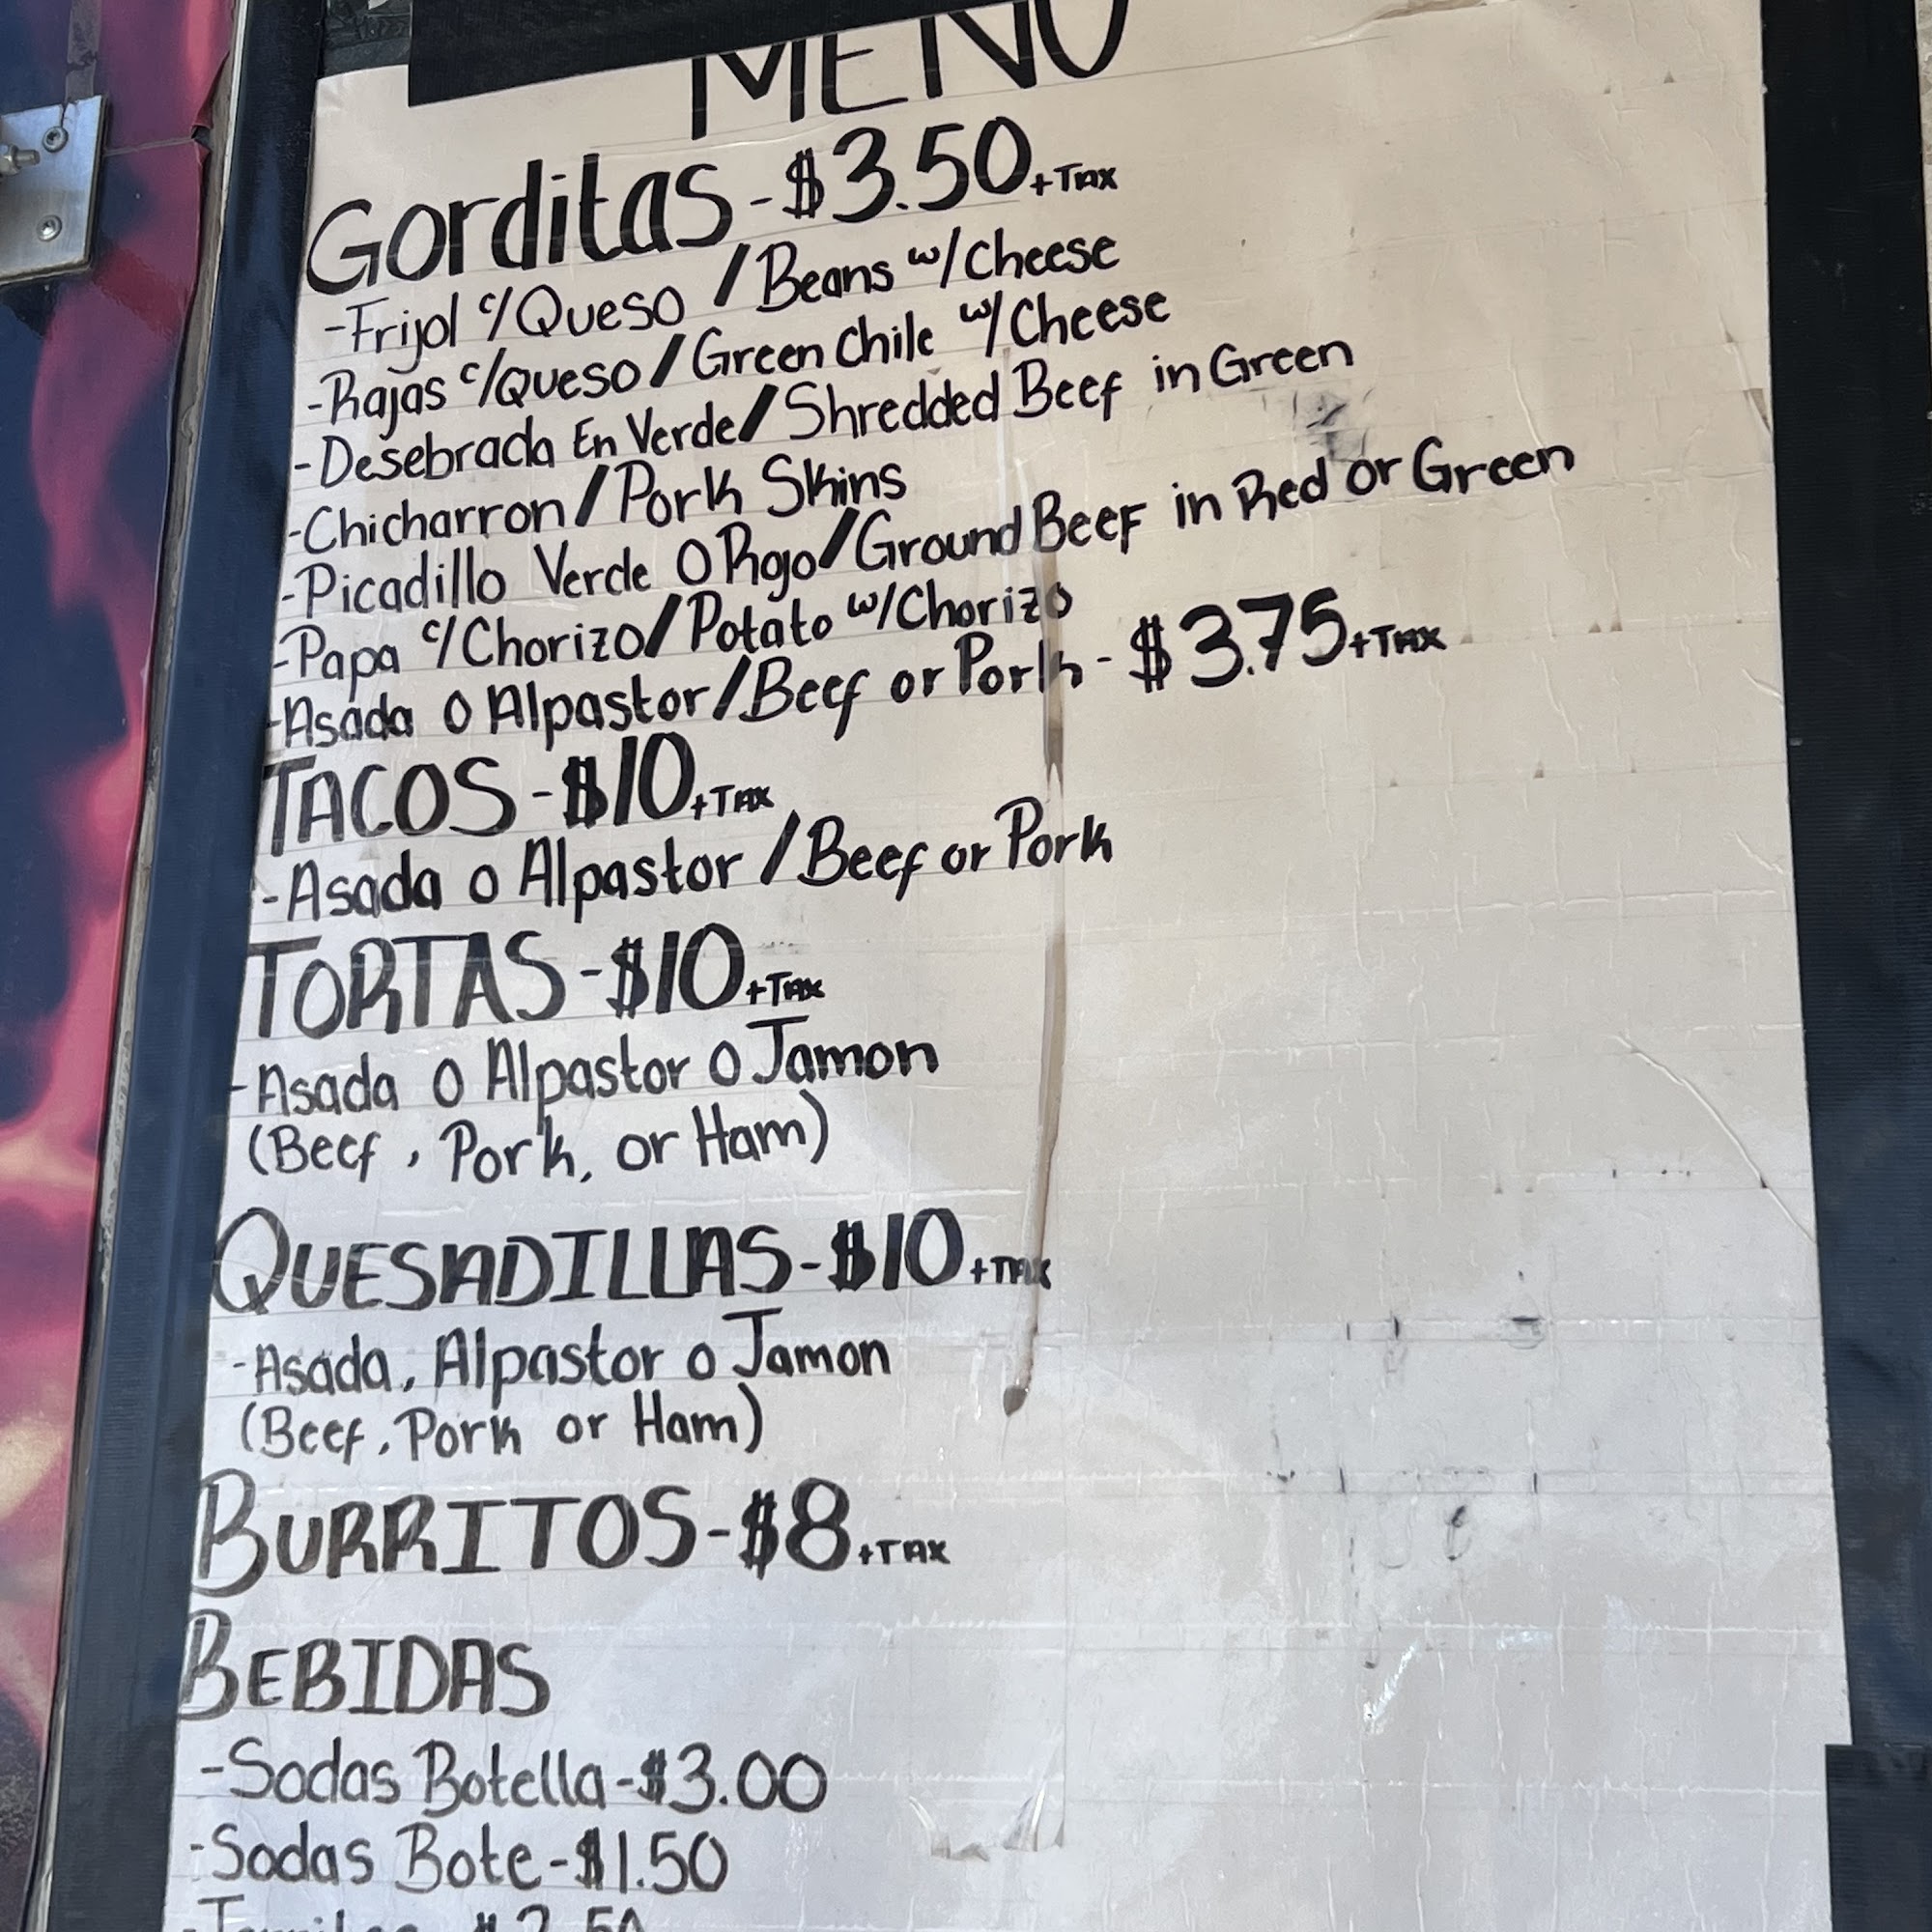 MENU
Gorditas - $3.50 +Tax
-Frijol c/Queso / Beans w/Cheese
-Rajas c/Queso / Green Chile w/Cheese
-Desebrada En Verde / Shredded Beef in Green
-Chicharron / Pork Skins
-Picadillo Verde O Rojo / Ground Beef in Red or Green
-Papa c/Chorizo / Potato w/Chorizo
-Asada o Alpastor / Beef or Pork - $3.75 +TAX
TACOS - $10 +TAX
-Asada o Alpastor / Beef or Pork
TORTAS - $10 +TAX
-Asada O Alpastor O Jamon
(Beef, Pork, or Ham)
QUESADILLAS - $10 +TAX
-Asada, Alpastor o Jamon
(Beef, Pork or Ham)
BURRITOS - $8 +TAX
BEBIDAS
-Sodas Botella - $3.00
-Sodas Bote - $1.50